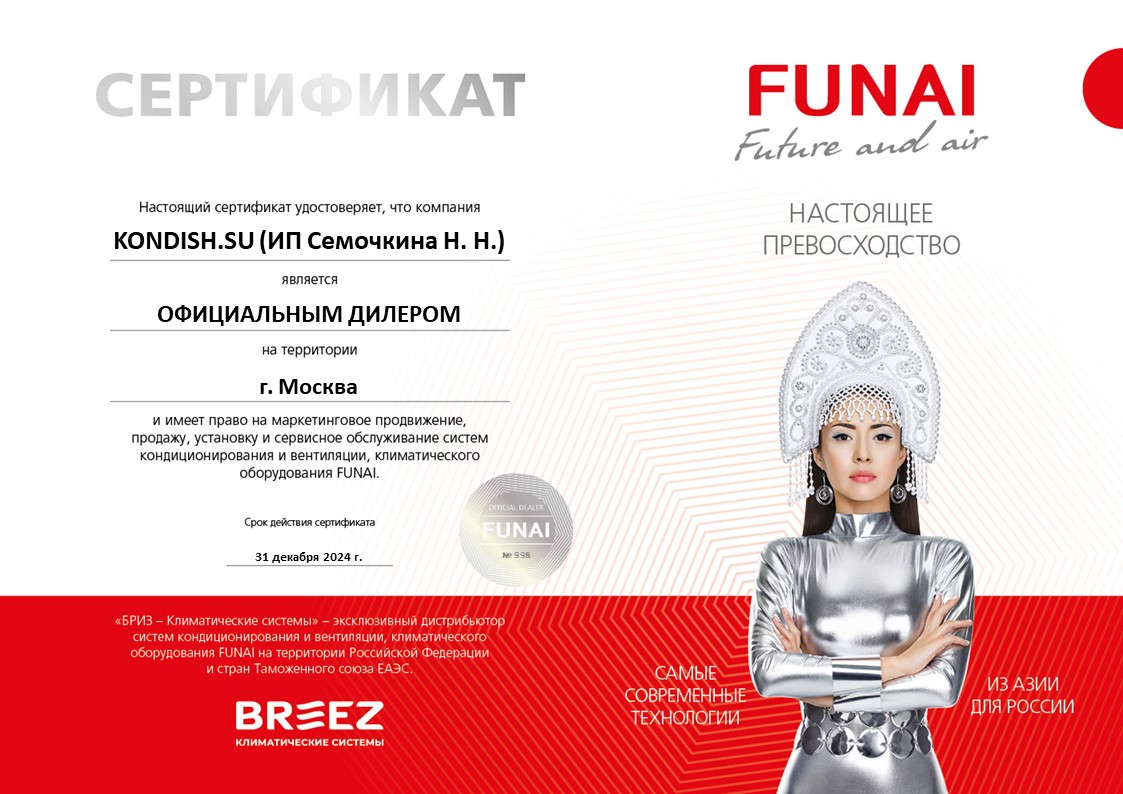 СЕРТИФИКАТ
Настоящий сертификат удостоверяет, что компания
KONDISH.SU (ИП Семочкина Н. Н.)
является
ОФИЦИАЛЬНЫМ ДИЛЕРОМ
на территории
г. Москва
и имеет право на маркетинговое продвижение,
продажу, установку и сервисное обслуживание систем
кондиционирования и вентиляции, климатического
оборудования FUNAI.
Срок действия сертификата
31 декабря 2024 г.
OFFICIAL DEALER
FUNAI
№ 998
«БРИЗ – Климатические системы» – эксклюзивный дистрибьютор
систем кондиционирования и вентиляции, климатического
оборудования FUNAI на территории Российской Федерации
и стран Таможенного союза ЕАЭС.
BREEZ
КЛИМАТИЧЕСКИЕ СИСТЕМЫ
FUNAI
Future and air
НАСТОЯЩЕЕ
ПРЕВОСХОДСТВО
САМЫЕ
СОВРЕМЕННЫЕ
ТЕХНОЛОГИИ
ИЗ АЗИИ
ДЛЯ РОССИИ